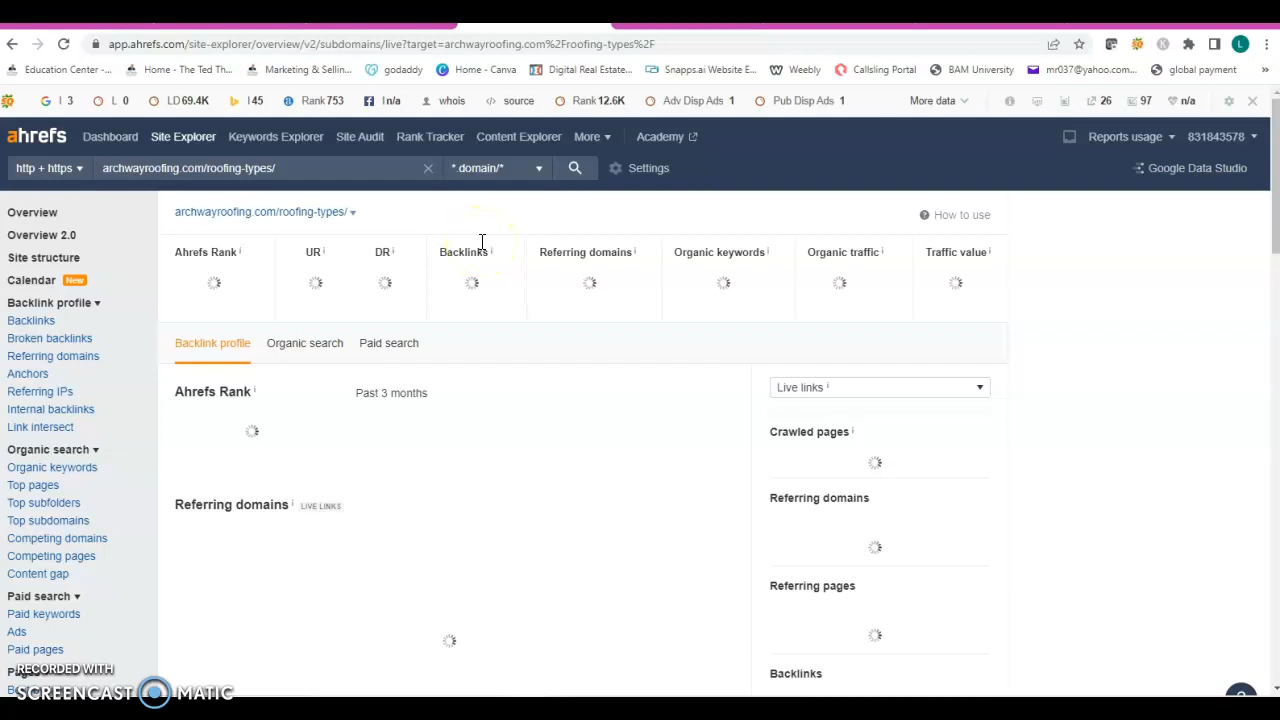 app.ahrefs.com/site-explorer/overview/v2/subdomains/live?target=archwayroofing.com%2Froofing-types%2F
Education Center -... Home - The Ted Th... Marketing & Sellin... godaddy Home - Canva Digital Real Estate... Snapps.ai Website E... Weebly Callsling Portal BAM University mr037@yahoo.com... global payment »
I 3 L 0 LD 69.4K I 45 Rank 753 I n/a whois source Rank 12.6K Adv Disp Ads 1 Pub Disp Ads 1 More data 26 97 n/a
ahrefs Dashboard Site Explorer Keywords Explorer Site Audit Rank Tracker Content Explorer More Academy Reports usage 831843578
http + https archwayroofing.com/roofing-types/ *.domain/* Settings Google Data Studio
Overview
Overview 2.0
Site structure
Calendar New
Backlink profile
Backlinks
Broken backlinks
Referring domains
Anchors
Referring IPs
Internal backlinks
Link intersect
Organic search
Organic keywords
Top pages
Top subfolders
Top subdomains
Competing domains
Competing pages
Content gap
Paid search
Paid keywords
Ads
Paid pages
archwayroofing.com/roofing-types/ How to use
Ahrefs Rank UR DR Backlinks Referring domains Organic keywords Organic traffic Traffic value
Backlink profile Organic search Paid search
Ahrefs Rank Past 3 months
Referring domains LIVE LINKS
Live links
Crawled pages
Referring domains
Referring pages
Backlinks
RECORDED WITH
SCREENCAST MATIC